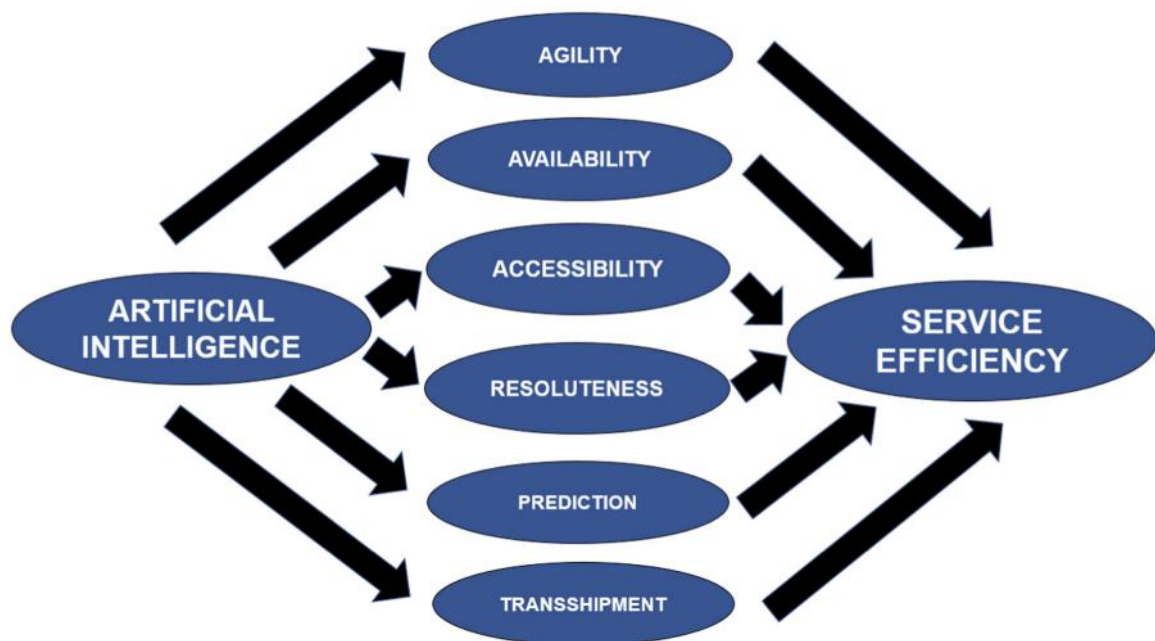 AGILITY
AVAILABILITY
ACCESSIBILITY
ARTIFICIAL
INTELLIGENCE
SERVICE
EFFICIENCY
RESOLUTENESS
PREDICTION
TRANSSHIPMENT